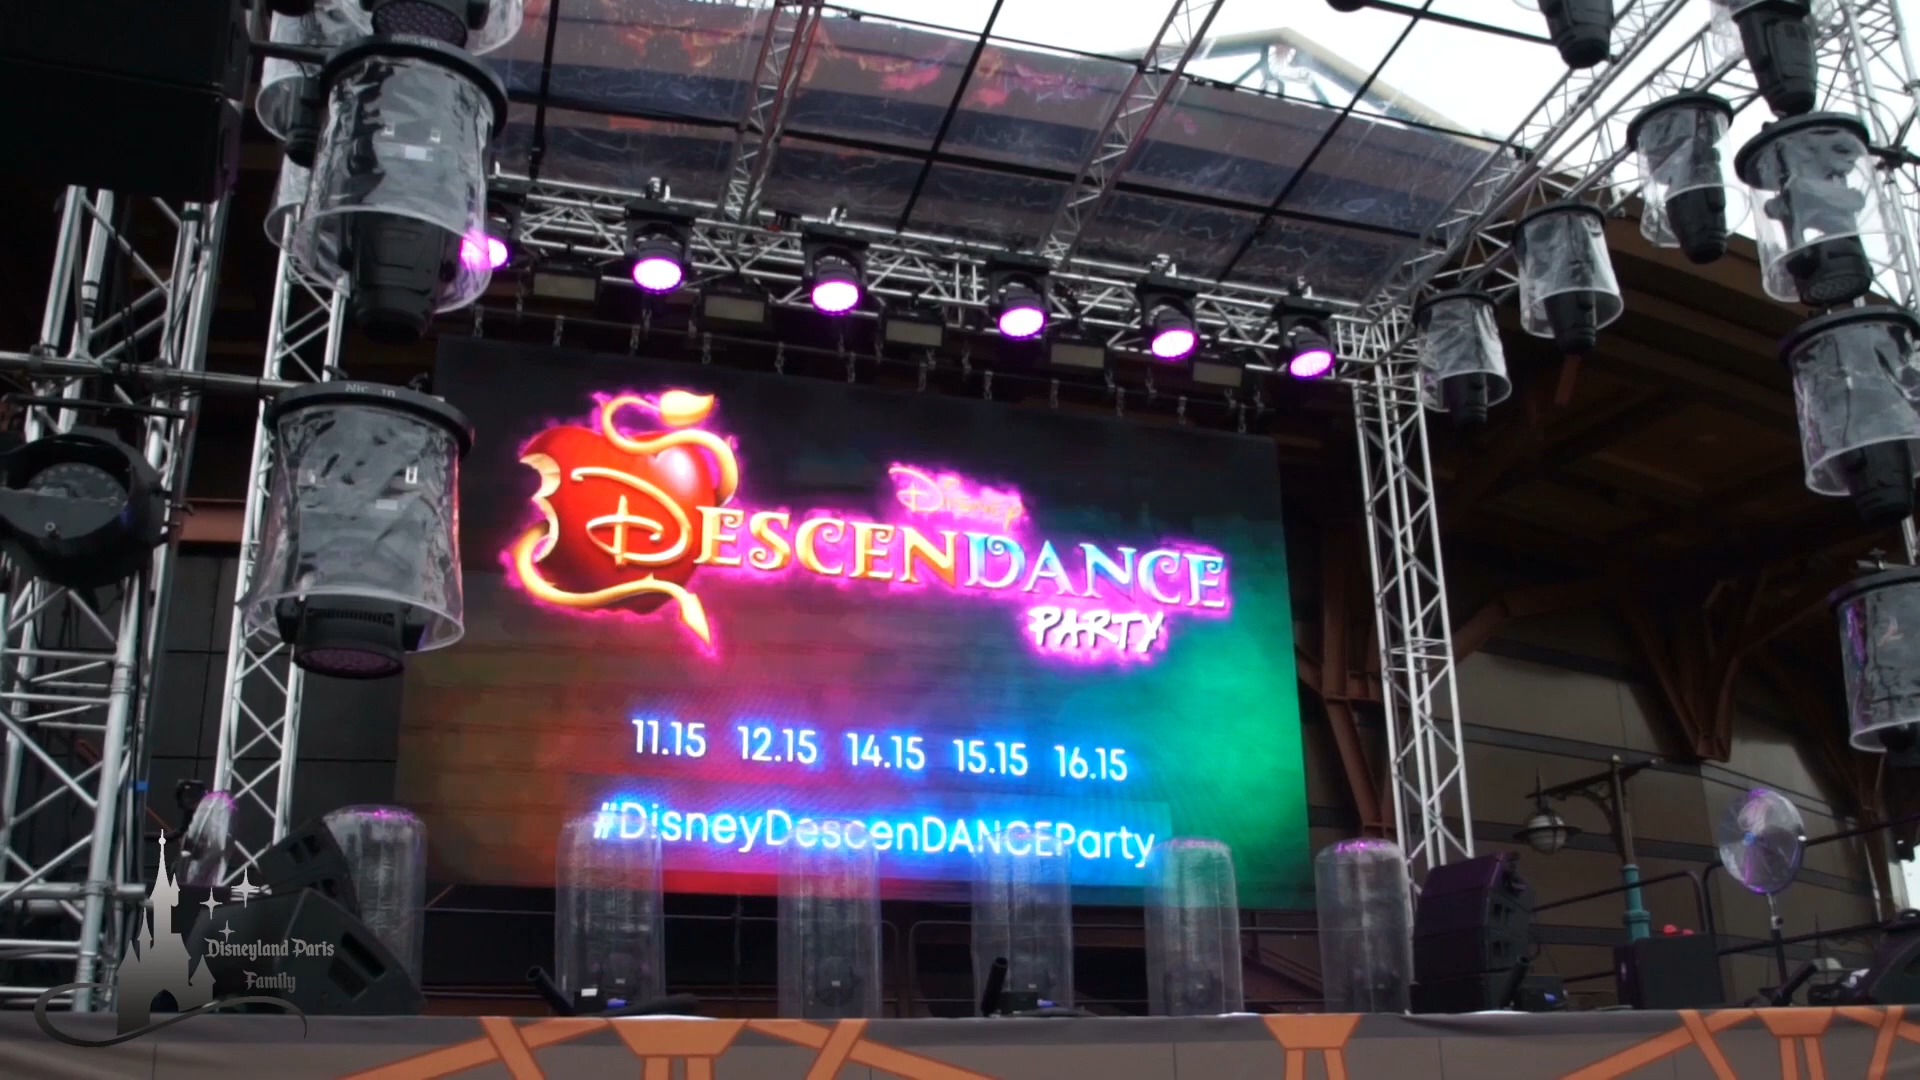 Disney
DESCENDANCE
PARTY
11.15 12.15 14.15 15.15 16.15
#DisneyDescenDANCEParty
Disneyland Paris
Family